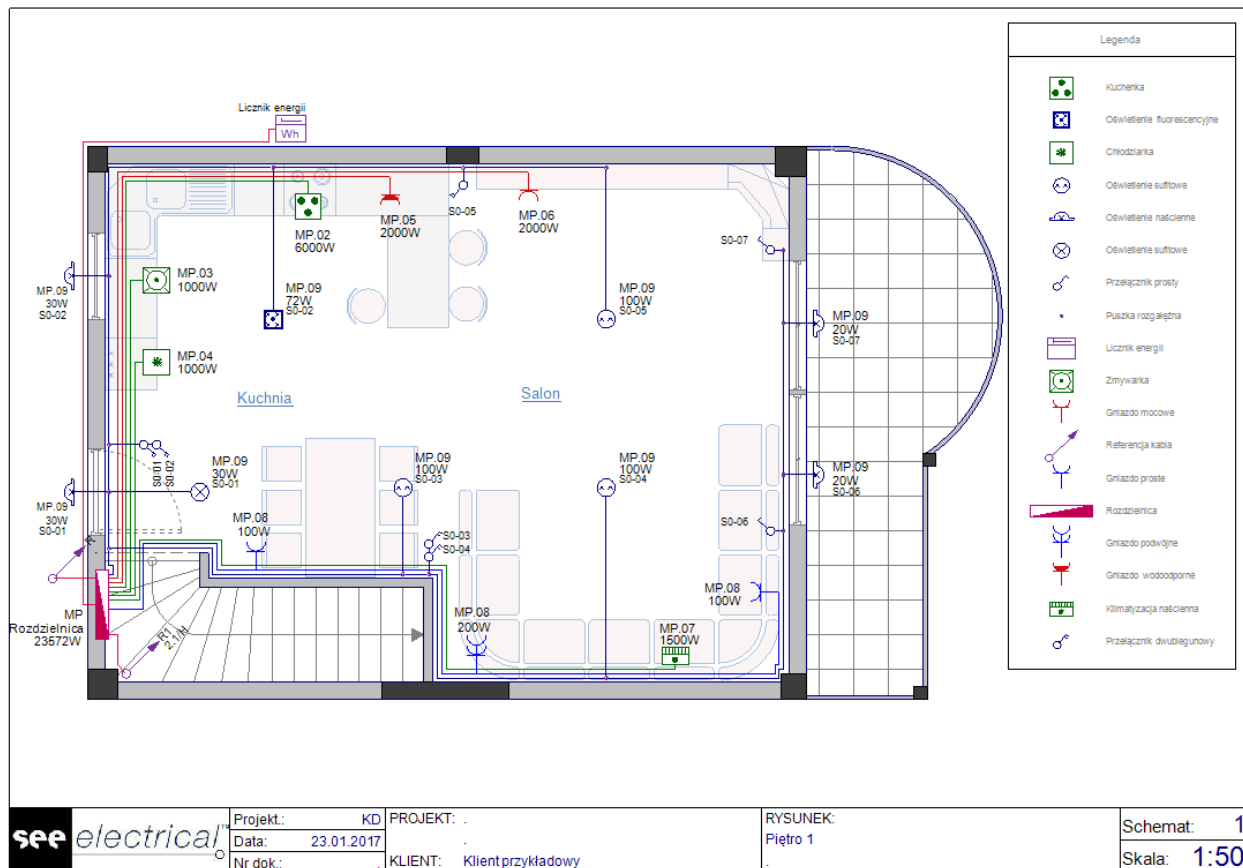 Legenda
Kuchenka
Oświetlenie fluorescencyjne
Chłodziarka
Oświetlenie sufitowe
Oświetlenie naścienne
Oświetlenie sufitowe
Przełącznik prosty
Puszka rozgałęźna
Licznik energii
Zmywarka
Gniazdo mocowe
Referencja kabla
Gniazdo proste
Rozdzielnica
Gniazdo podwójne
Gniazdo wodoodporne
Klimatyzacja naścienna
Przełącznik dwubiegunowy
Licznik energii
Wh
MP.02
6000W
MP.05
2000W
S0-05
MP.06
2000W
S0-07
MP.03
1000W
MP.09
30W
S0-02
MP.09
72W
S0-02
MP.09
100W
S0-05
MP.09
20W
S0-07
MP.04
1000W
Kuchnia
Salon
S0-01
S0-02
MP.09
30W
S0-01
MP.09
100W
S0-03
MP.09
100W
S0-04
MP.09
20W
S0-06
MP.09
30W
S0-01
MP.08
100W
S0-03
S0-04
S0-06
MP.08
100W
MP
Rozdzielnica
23572W
R1
2.1/H
MP.08
200W
MP.07
1500W
see electrical
Projekt.: KD
Data: 23.01.2017
Nr dok.:
PROJEKT: .
.
KLIENT: Klient przykładowy
RYSUNEK:
Piętro 1
.
Schemat: 1
Skala: 1:50